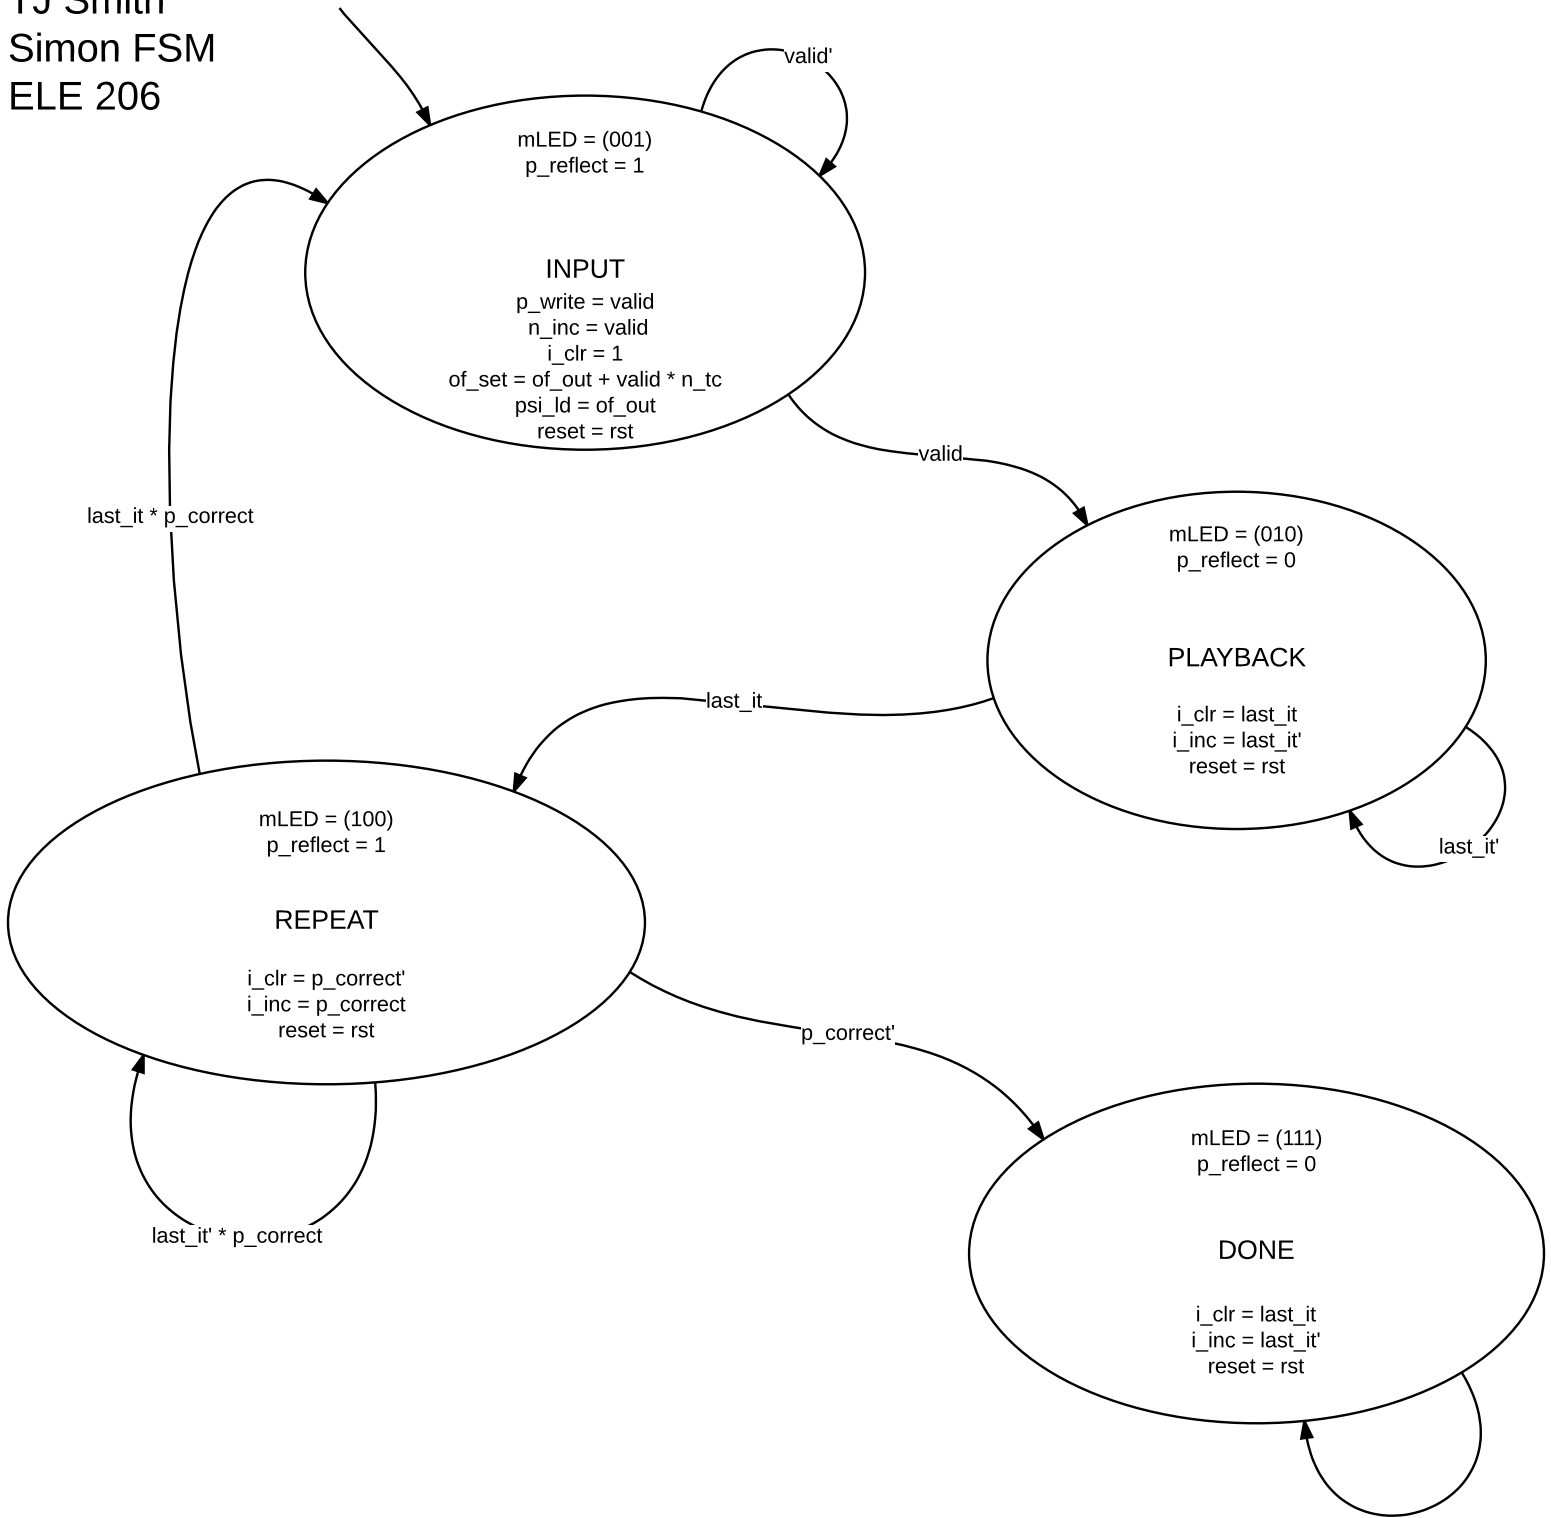 TJ Smith
Simon FSM
ELE 206
valid'
mLED = (001)
p_reflect = 1
INPUT
p_write = valid
n_inc = valid
i_clr = 1
of_set = of_out + valid * n_tc
psi_ld = of_out
reset = rst
valid
last_it * p_correct
mLED = (010)
p_reflect = 0
PLAYBACK
i_clr = last_it
i_inc = last_it'
reset = rst
last_it
last_it'
mLED = (100)
p_reflect = 1
REPEAT
i_clr = p_correct'
i_inc = p_correct
reset = rst
p_correct'
last_it' * p_correct
mLED = (111)
p_reflect = 0
DONE
i_clr = last_it
i_inc = last_it'
reset = rst